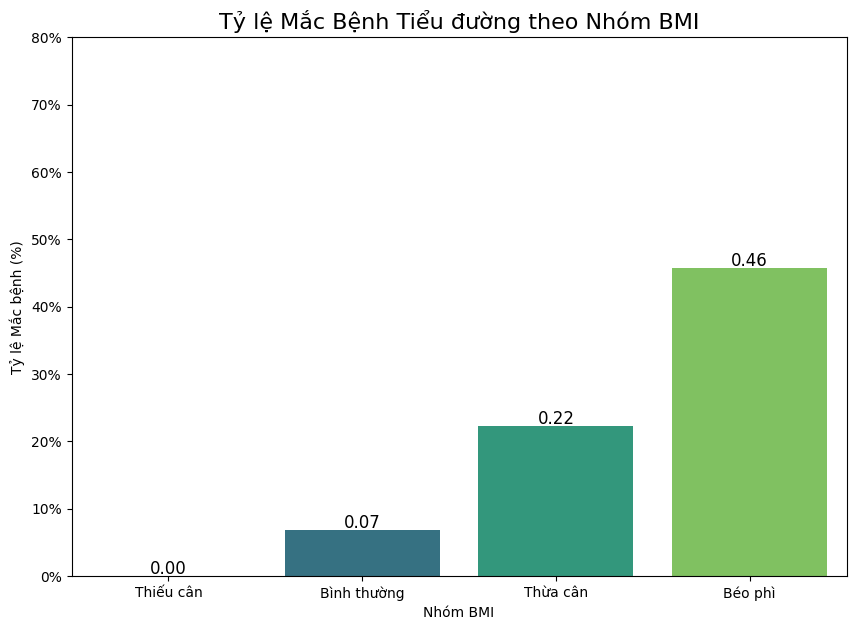 Tỷ lệ Mắc Bệnh Tiểu đường theo Nhóm BMI
80%
70%
60%
50%
40%
30%
20%
10%
0%
Tỷ lệ Mắc bệnh (%)
0.00
0.07
0.22
0.46
Thiếu cân
Bình thường
Thừa cân
Béo phì
Nhóm BMI